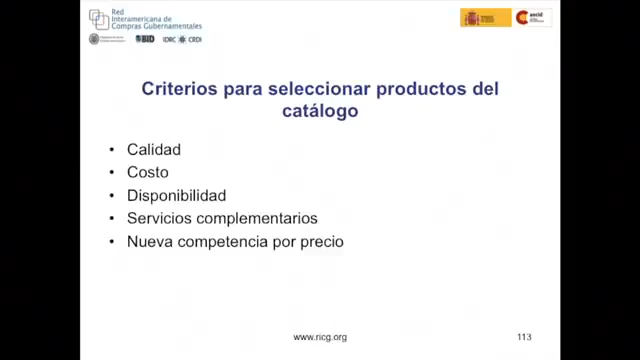 Red
Interamericana de
Compras Gubernamentales
BID
IDRC CRDI
aecid
Criterios para seleccionar productos del
catálogo
• Calidad
• Costo
• Disponibilidad
• Servicios complementarios
• Nueva competencia por precio
www.ricg.org
113